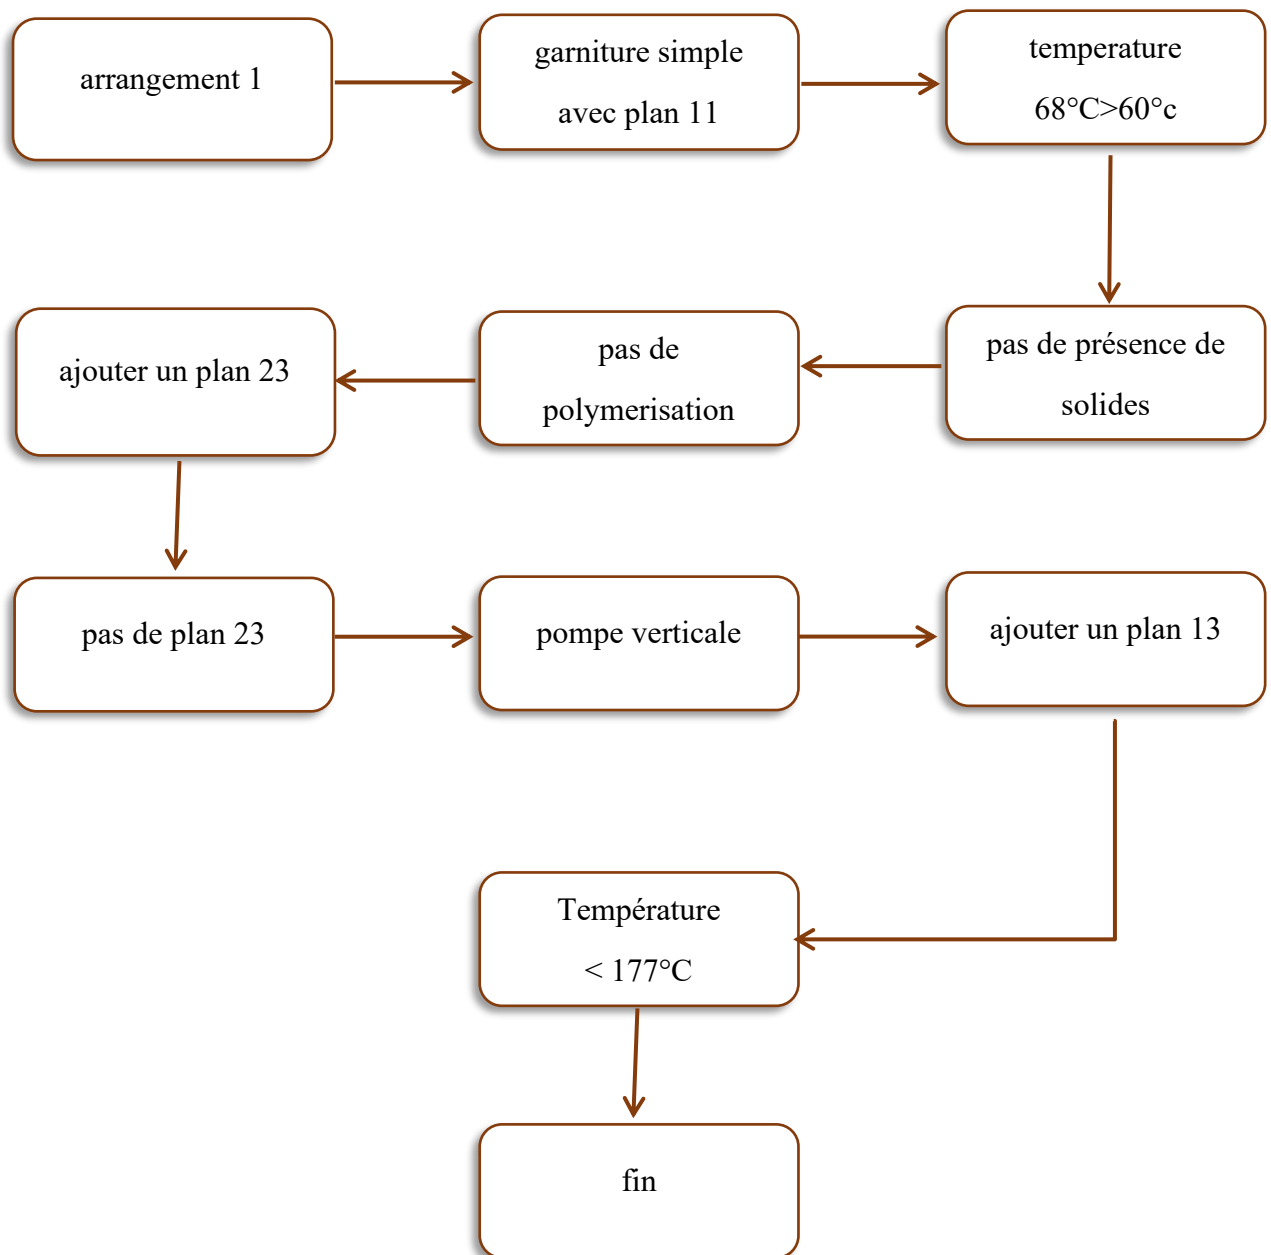 arrangement 1
garniture simple
avec plan 11
temperature
68°C>60°c
pas de présence de
solides
pas de
polymerisation
ajouter un plan 23
pas de plan 23
pompe verticale
ajouter un plan 13
Température
< 177°C
fin